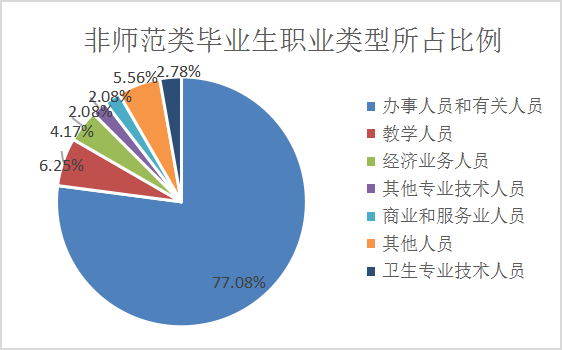 非师范类毕业生职业类型所占比例
2.78%
5.56%
2.08%
2.08%
4.17%
6.25%
77.08%
办事人员和有关人员
教学人员
经济业务人员
其他专业技术人员
商业和服务业人员
其他人员
卫生专业技术人员